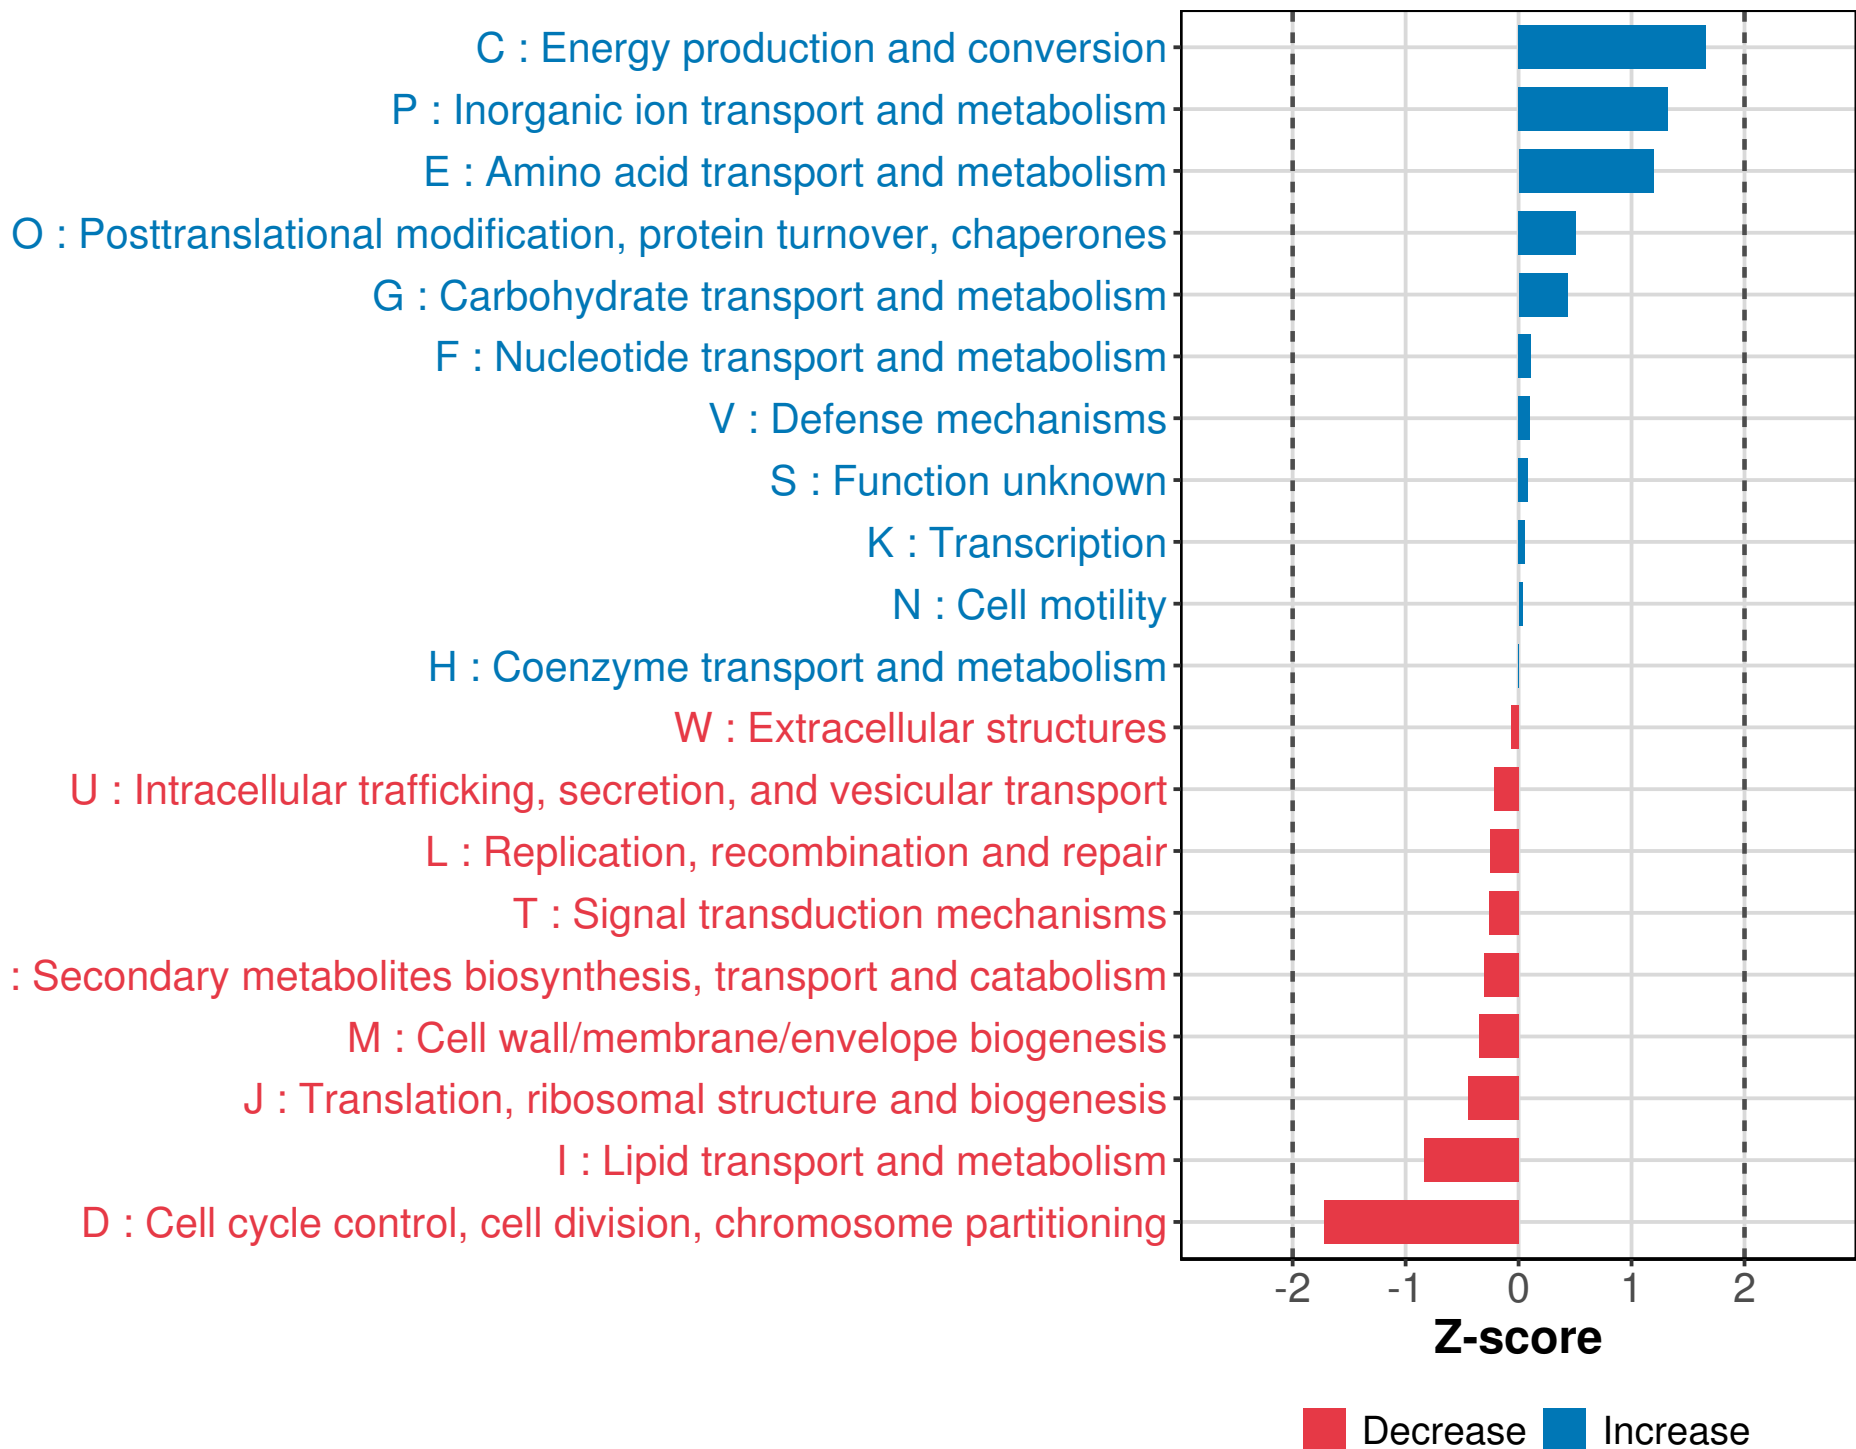 C : Energy production and conversion
P : Inorganic ion transport and metabolism
E : Amino acid transport and metabolism
O : Posttranslational modification, protein turnover, chaperones
G : Carbohydrate transport and metabolism
F : Nucleotide transport and metabolism
V : Defense mechanisms
S : Function unknown
K : Transcription
N : Cell motility
H : Coenzyme transport and metabolism
W : Extracellular structures
U : Intracellular trafficking, secretion, and vesicular transport
L : Replication, recombination and repair
T : Signal transduction mechanisms
: Secondary metabolites biosynthesis, transport and catabolism
M : Cell wall/membrane/envelope biogenesis
J : Translation, ribosomal structure and biogenesis
I : Lipid transport and metabolism
D : Cell cycle control, cell division, chromosome partitioning
-2 -1 0 1 2
Z-score
Decrease Increase